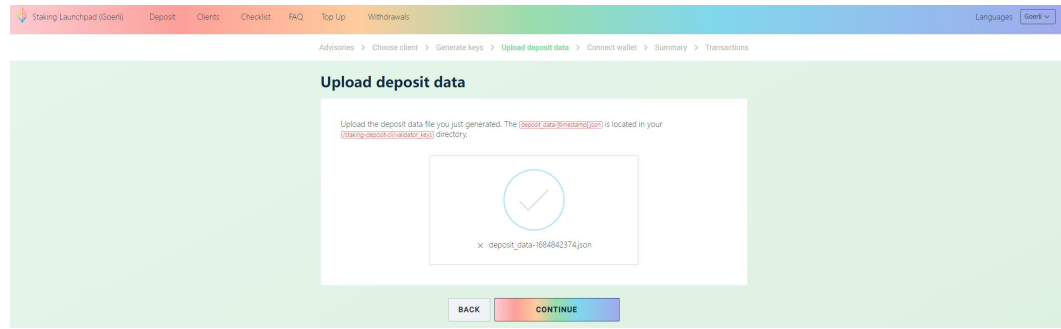 Staking Launchpad (Goerli) Deposit Clients Checklist FAQ Top Up Withdrawals Languages Goerli
Advisories > Choose client > Generate keys > Upload deposit data > Connect wallet > Summary > Transactions
Upload deposit data
Upload the deposit data file you just generated. The deposit_data-[timestamp].json is located in your
/staking-deposit-cli/validator_keys directory.
× deposit_data-1684842374.json
BACK CONTINUE